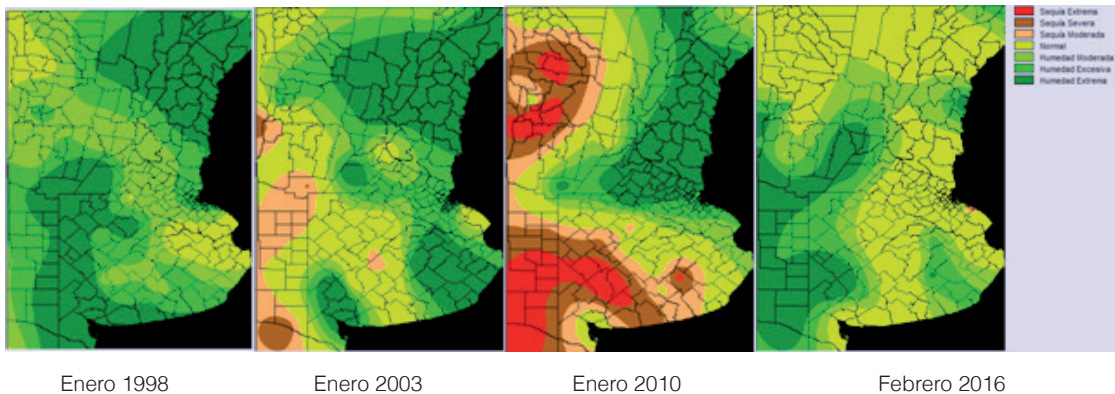 Sequía Extrema
Sequía Severa
Sequía Moderada
Normal
Humedad Moderada
Humedad Excesiva
Humedad Extrema
Enero 1998
Enero 2003
Enero 2010
Febrero 2016